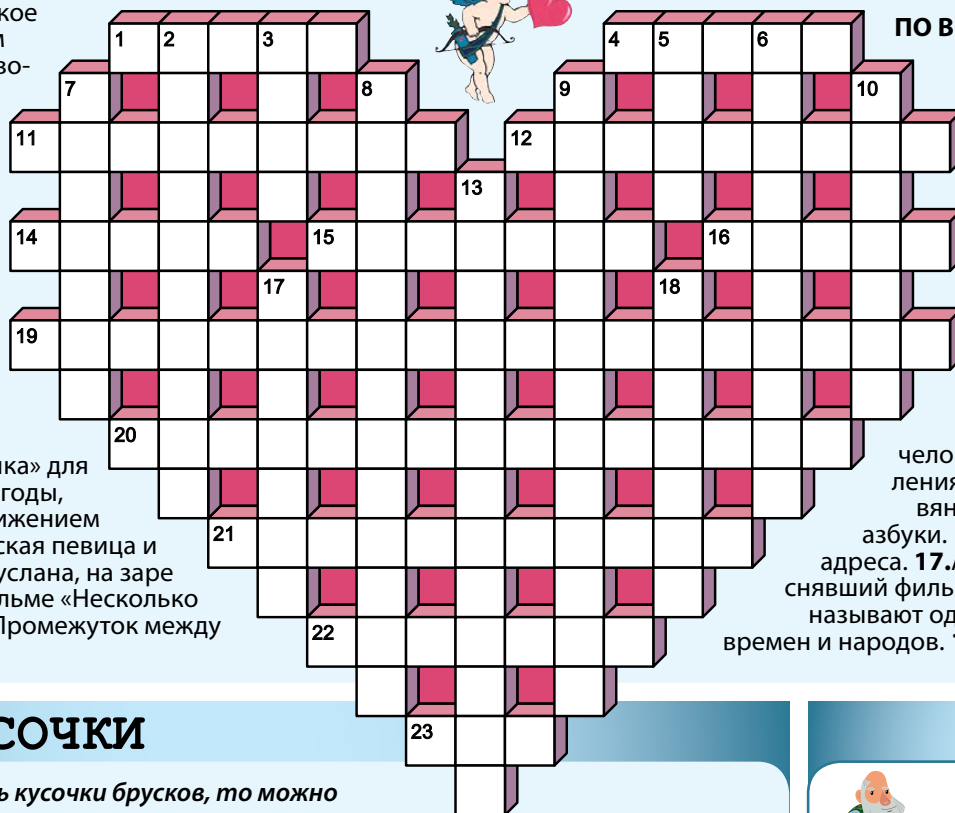 кое
м
зо-
ПО В
1 2 3 4 5 6
7 8 9 10
11 12
13
14 15 16
17 18
19
20
нка» для
годы,
ижением
ская певица и
услана, на заре
льме «Несколько
Промежуток между
чело
ления
вян
азбуки.
адреса. 17.
снявший филь
называют од
времен и народов.
21
22
23
СОЧКИ
ь кусочки брусков, то можно